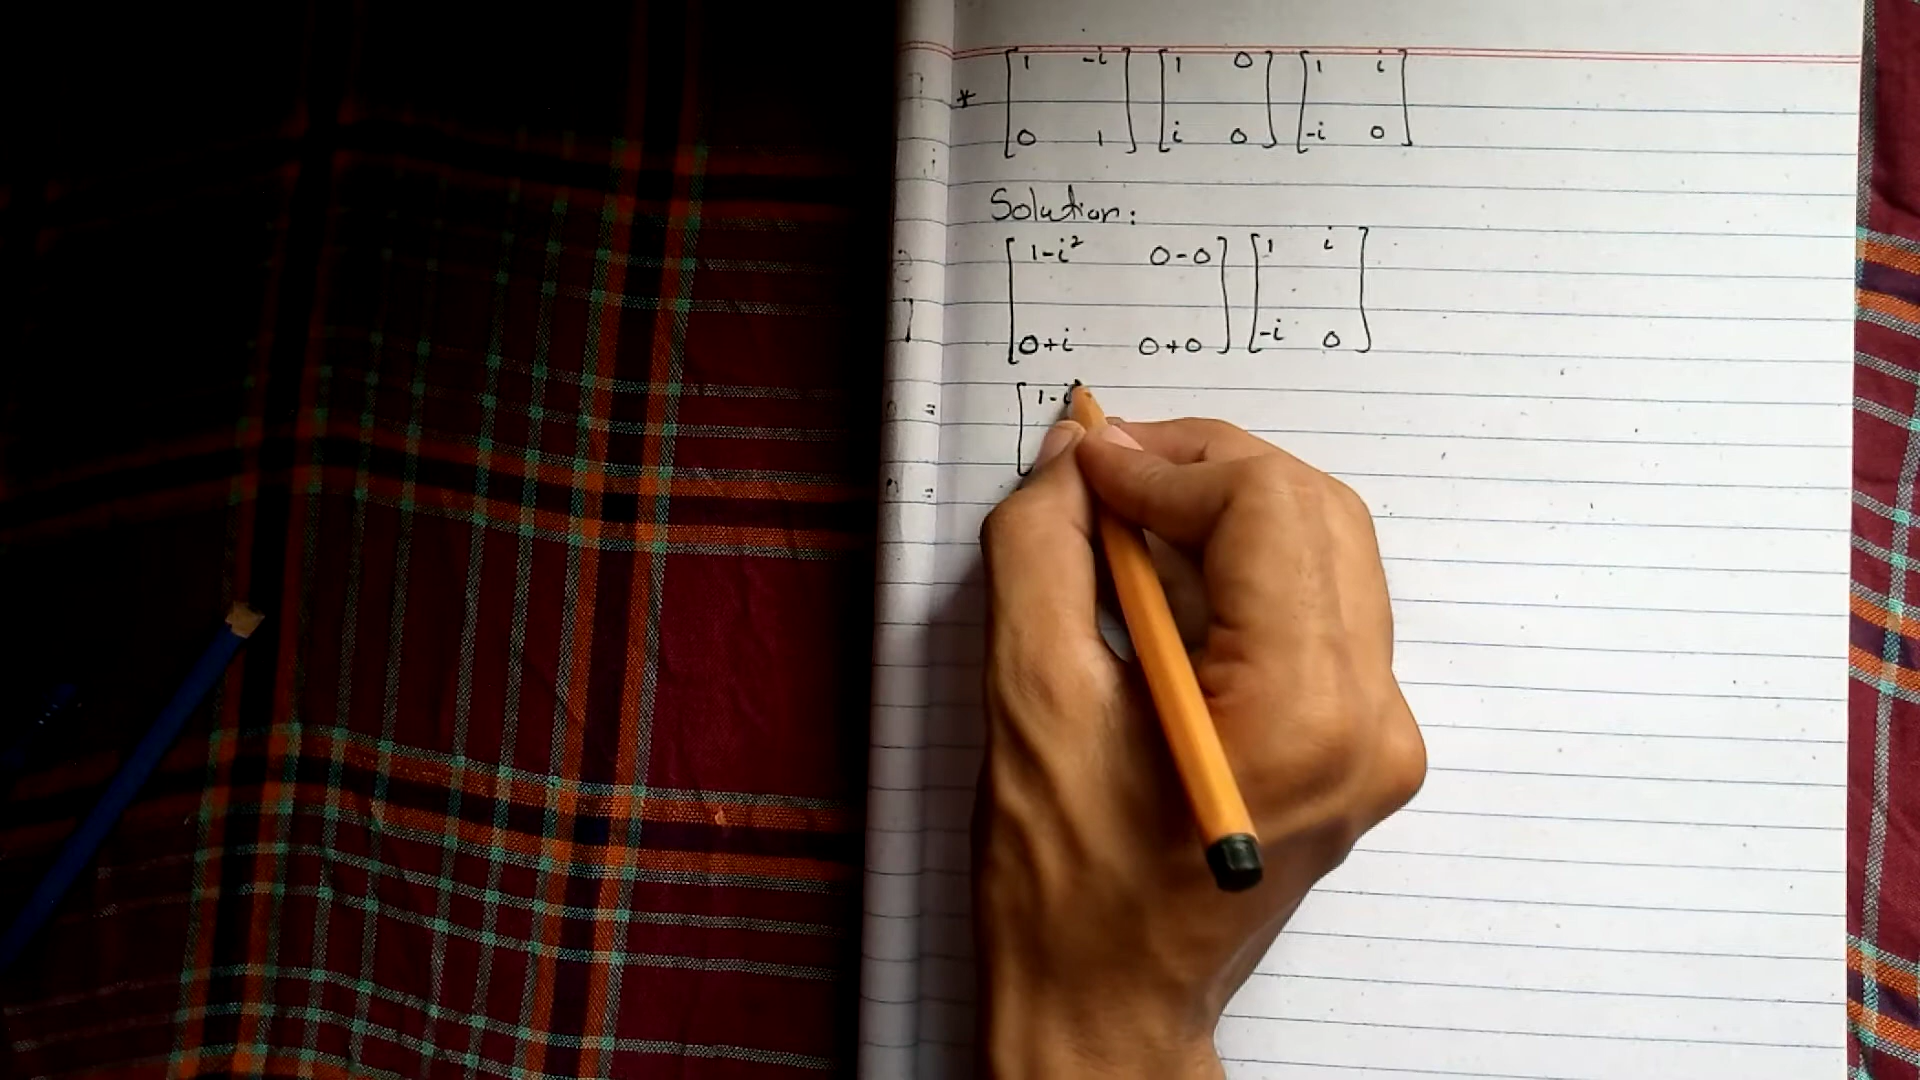 * [1 -i] [1 0] [1 i]
[0 1] [i 0] [-i 0]
Solution:
[1-i² 0-0] [1 i]
[0+i 0+0] [-i 0]
[1-i